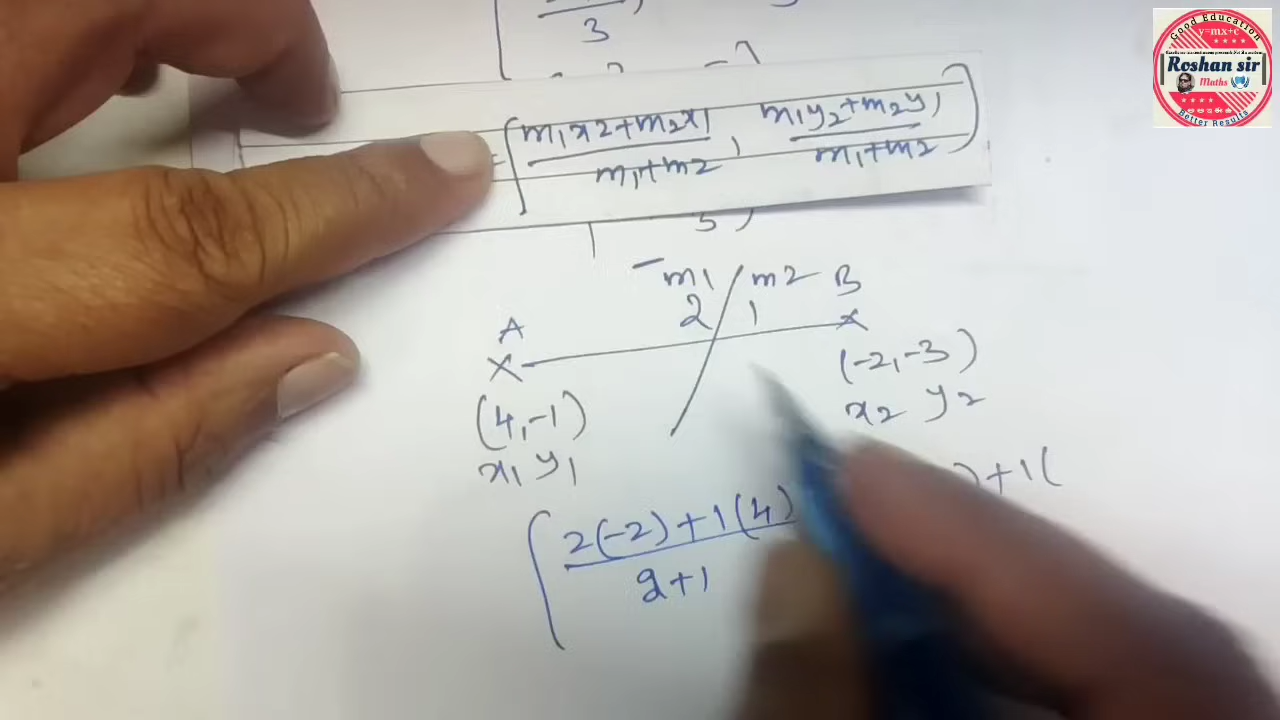 Good Education
y=mx+c
Roshan sir
Maths
Better Results
3
= [ m1x2+m2x1 / m1+m2 , m1y2+m2y1 / m1+m2 ]
5 )
m1 m2 B
A 2 1
(-2,-3)
(4,-1) x2 y2
x1 y1
) +1(
[ 2(-2)+1(4)
2+1